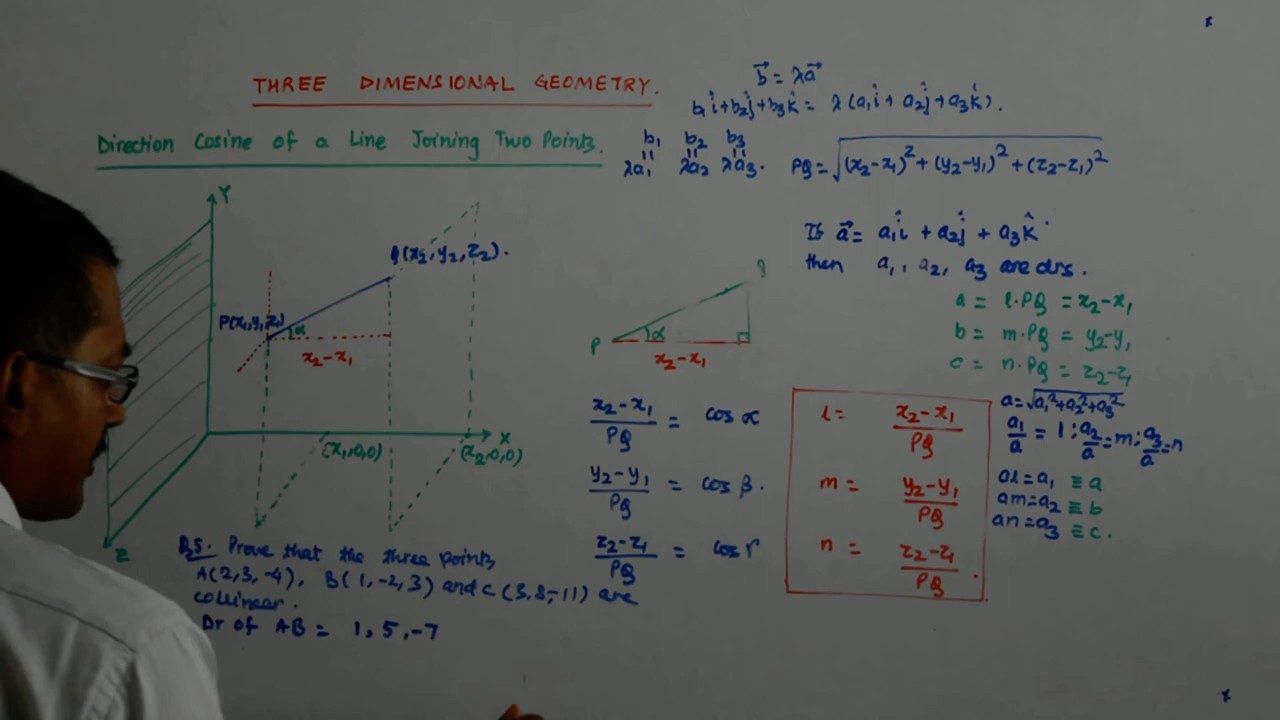 THREE DIMENSIONAL GEOMETRY.
Direction Cosine of a Line Joining Two Points.
b⃗ = λa⃗
b₁î+b₂ĵ+b₃k̂ = λ(a₁î+a₂ĵ+a₃k̂).
b₁ b₂ b₃
|| || ||
λa₁ λa₂ λa₃.
PQ = √(x₂-x₁)²+(y₂-y₁)²+(z₂-z₁)²
Y
Q(x₂,y₂,z₂).
P(x₁,y₁,z₁)
α
x₂-x₁
X
(x₁,0,0)
(x₂,0,0)
Z
Q
P
α
x₂-x₁
If a⃗ = a₁î + a₂ĵ + a₃k̂
then a₁, a₂, a₃ are drs.
a = l·PQ = x₂-x₁
b = m·PQ = y₂-y₁
c = n·PQ = z₂-z₁
(x₂-x₁)/PQ = cos α
(y₂-y₁)/PQ = cos β.
(z₂-z₁)/PQ = cos r
l = (x₂-x₁)/PQ
m = (y₂-y₁)/PQ
n = (z₂-z₁)/PQ.
a=√a₁²+a₂²+a₃²
a₁/a = l; a₂/a = m; a₃/a = n
al=a₁ ≡ a
am=a₂ ≡ b
an=a₃ ≡ c.
Q5. Prove that the three points
A(2,3,-4), B(1,-2,3) and C(3,8,-11) are
collinear.
Dr of AB = 1, 5, -7